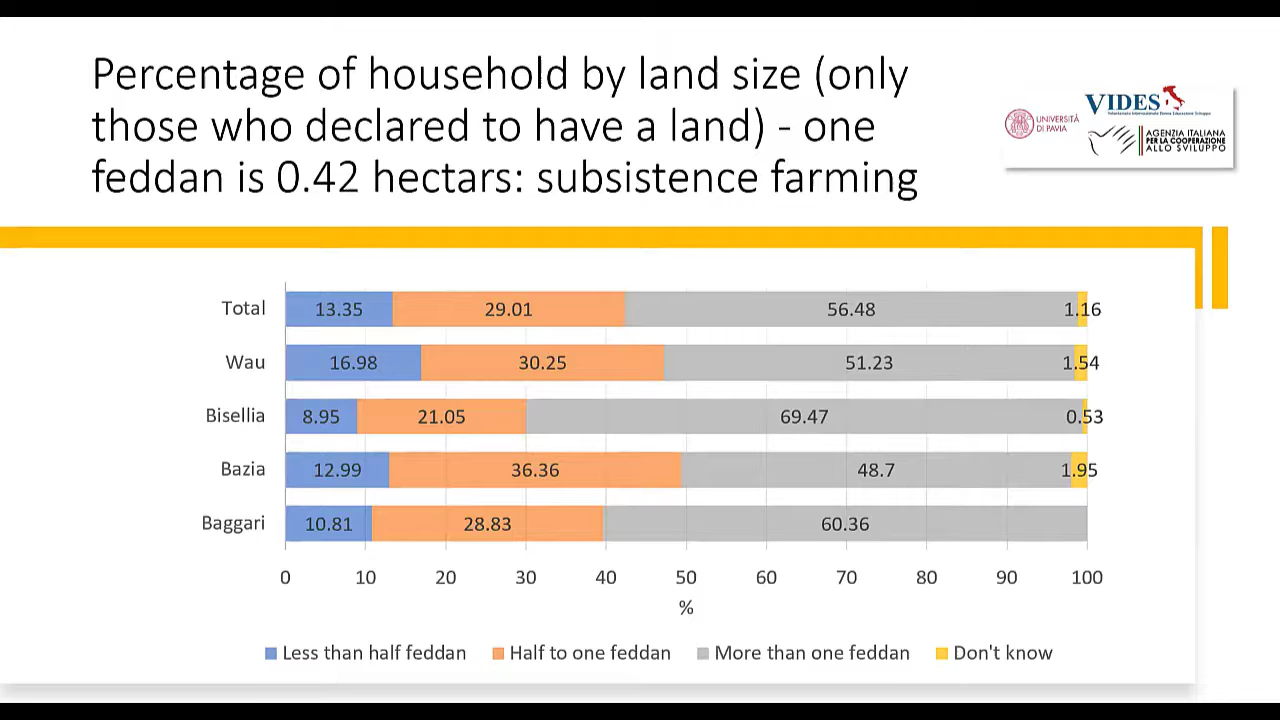 Percentage of household by land size (only
those who declared to have a land) - one
feddan is 0.42 hectars: subsistence farming
UNIVERSITÀ
DI PAVIA
VIDES
AGENZIA ITALIANA
PER LA COOPERAZIONE
ALLO SVILUPPO
Total 13.35 29.01 56.48 1.16
Wau 16.98 30.25 51.23 1.54
Bisellia 8.95 21.05 69.47 0.53
Bazia 12.99 36.36 48.7 1.95
Baggari 10.81 28.83 60.36
0 10 20 30 40 50 60 70 80 90 100
%
Less than half feddan Half to one feddan More than one feddan Don't know